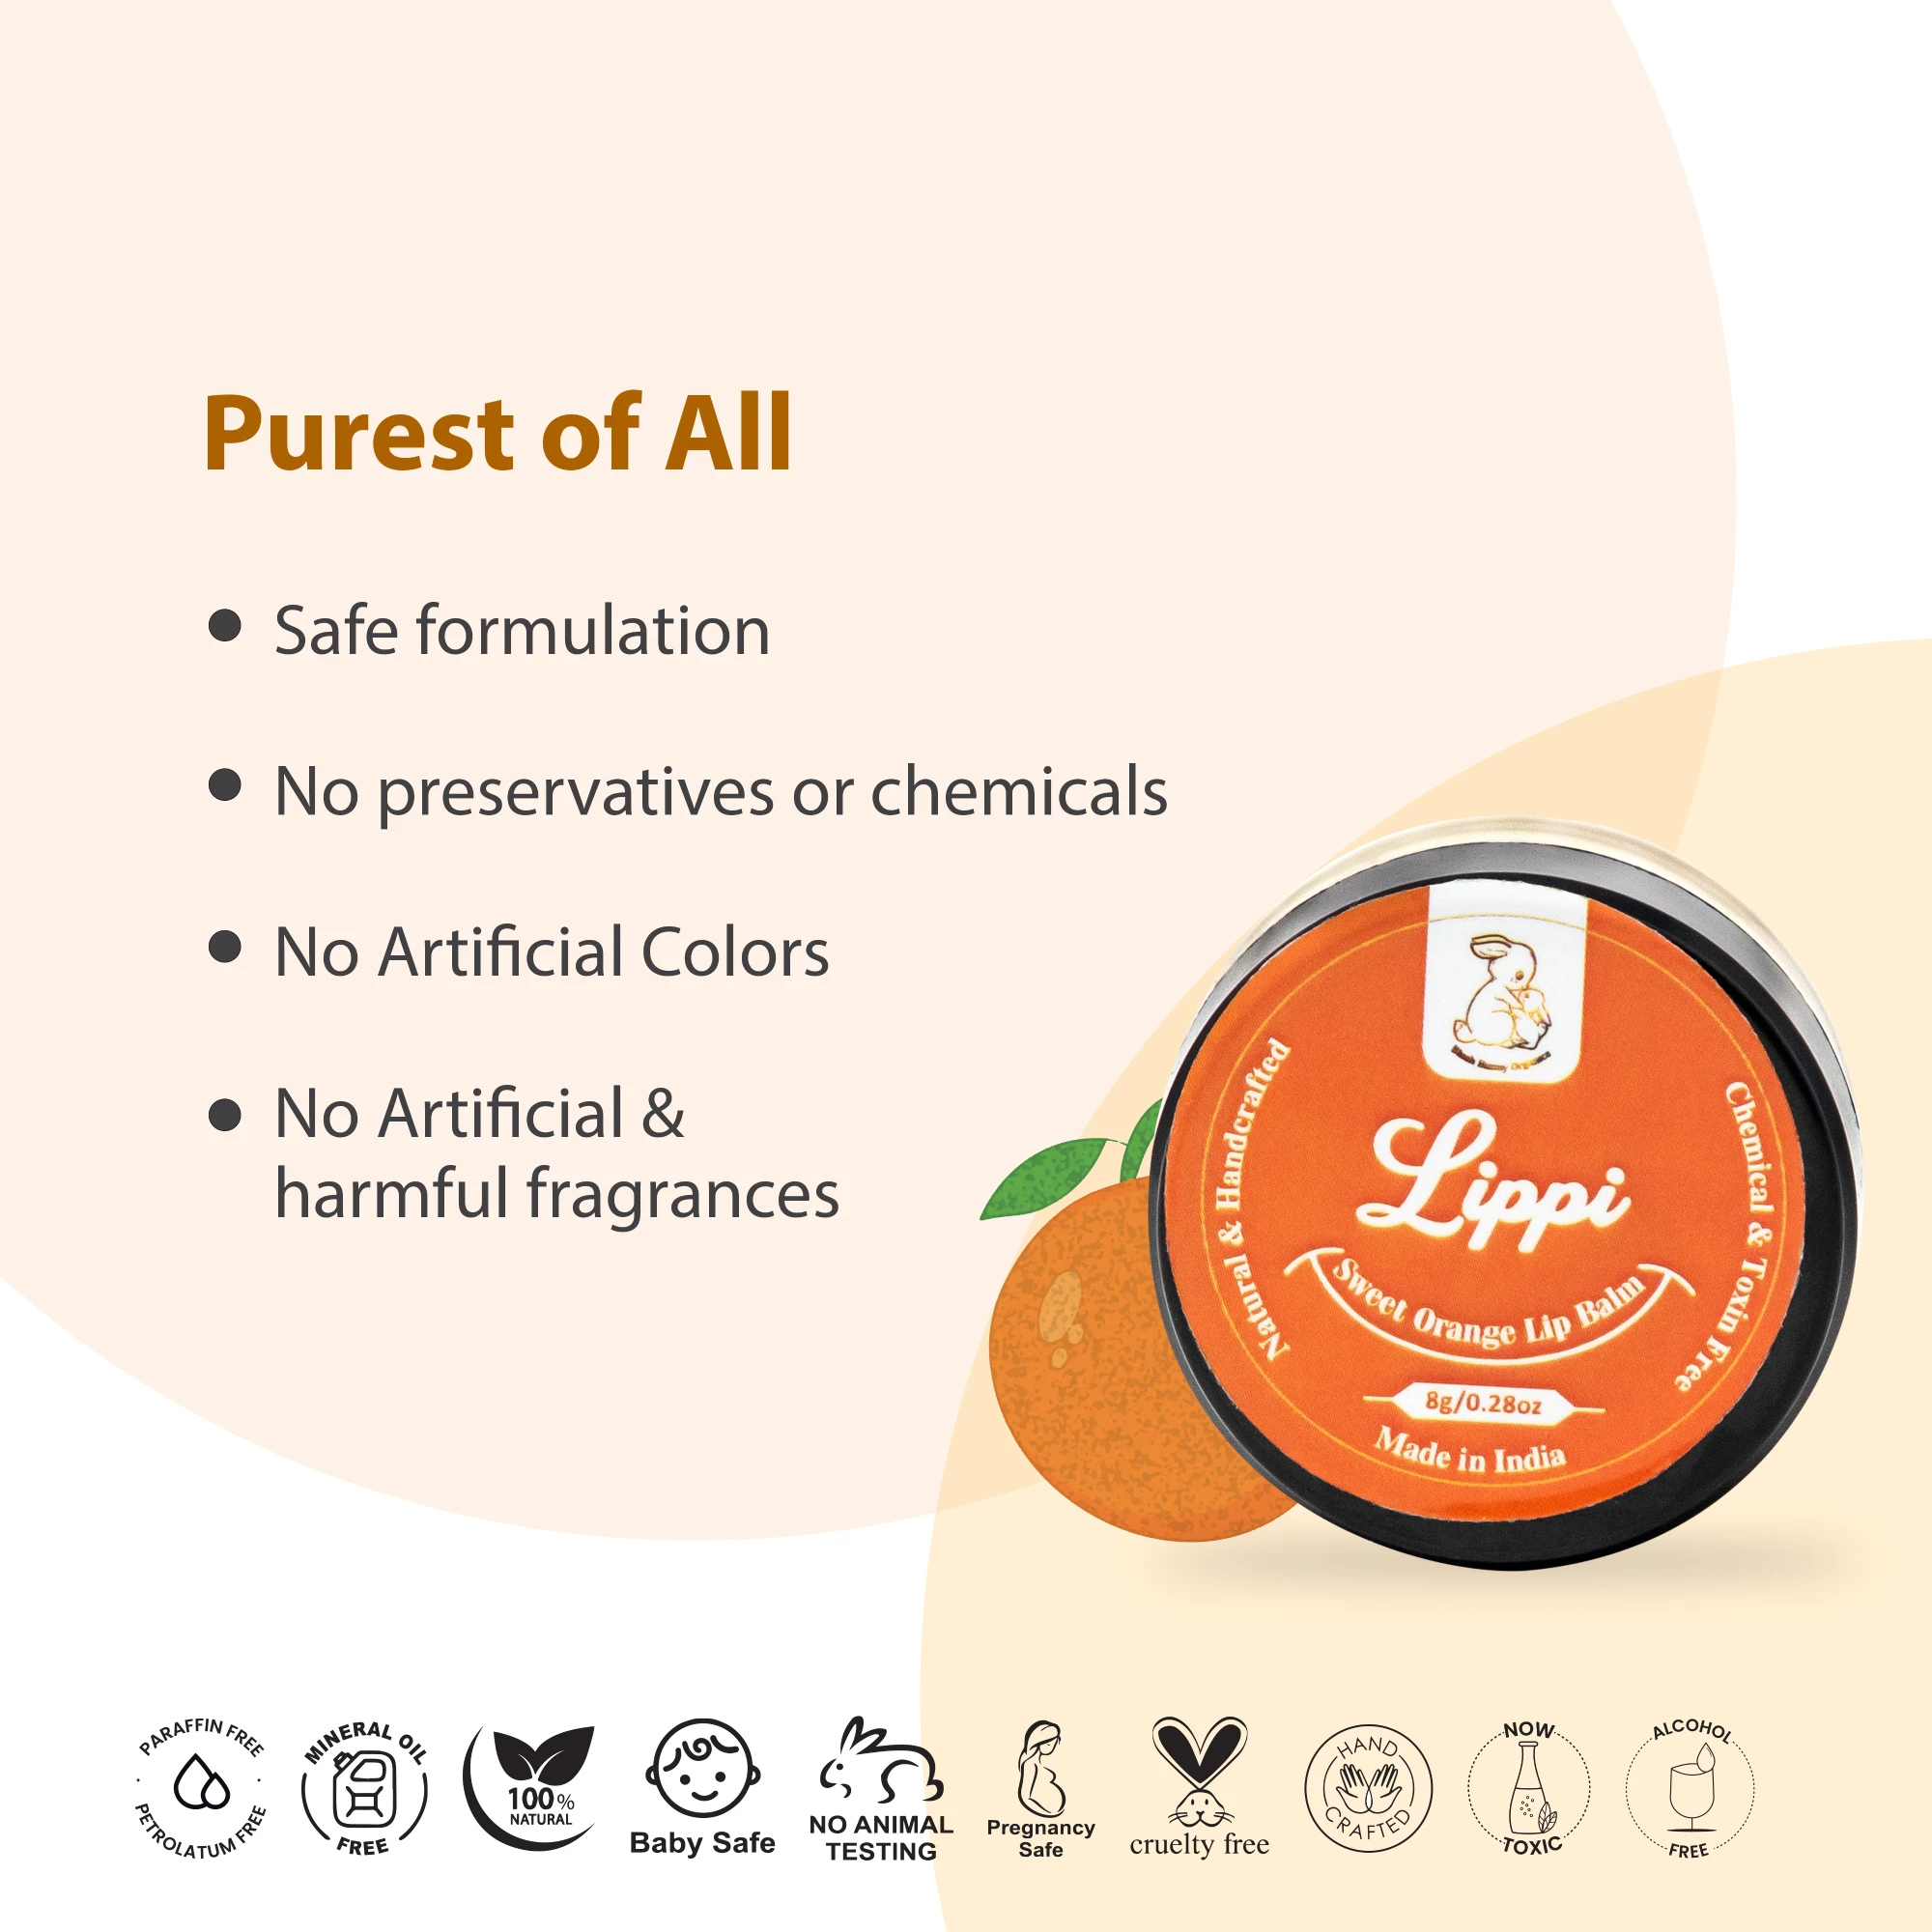 Purest of All
Safe formulation
No preservatives or chemicals
No Artificial Colors
No Artificial &
harmful fragrances
Natural & Handcrafted
Chemical & Toxin Free
Lippi
Sweet Orange Lip Balm
8g/0.28oz
Made in India
PARAFFIN FREE
PETROLATUM FREE
MINERAL OIL
FREE
100%
NATURAL
Baby Safe
NO ANIMAL
TESTING
Pregnancy
Safe
cruelty free
HAND
CRAFTED
NOW
TOXIC
ALCOHOL
FREE